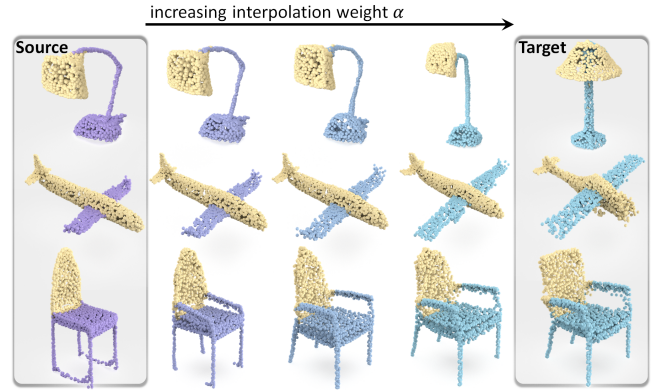 increasing interpolation weight α
Source
Target